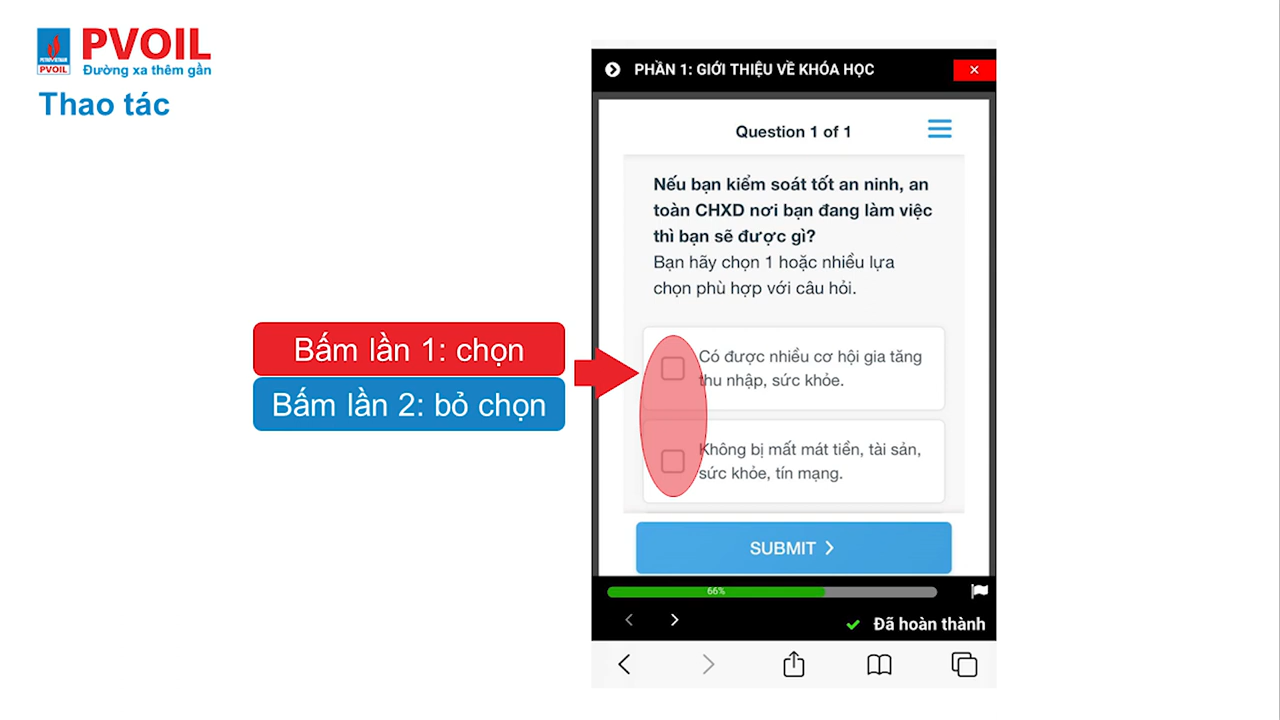 PETROVIETNAM
PVOIL
PVOIL
Đường xa thêm gần
Thao tác
PHẦN 1: GIỚI THIỆU VỀ KHÓA HỌC
Question 1 of 1
Nếu bạn kiểm soát tốt an ninh, an
toàn CHXD nơi bạn đang làm việc
thì bạn sẽ được gì?
Bạn hãy chọn 1 hoặc nhiều lựa
chọn phù hợp với câu hỏi.
Bấm lần 1: chọn
Bấm lần 2: bỏ chọn
Có được nhiều cơ hội gia tăng
thu nhập, sức khỏe.
Không bị mất mát tiền, tài sản,
sức khỏe, tín mạng.
SUBMIT
66%
Đã hoàn thành